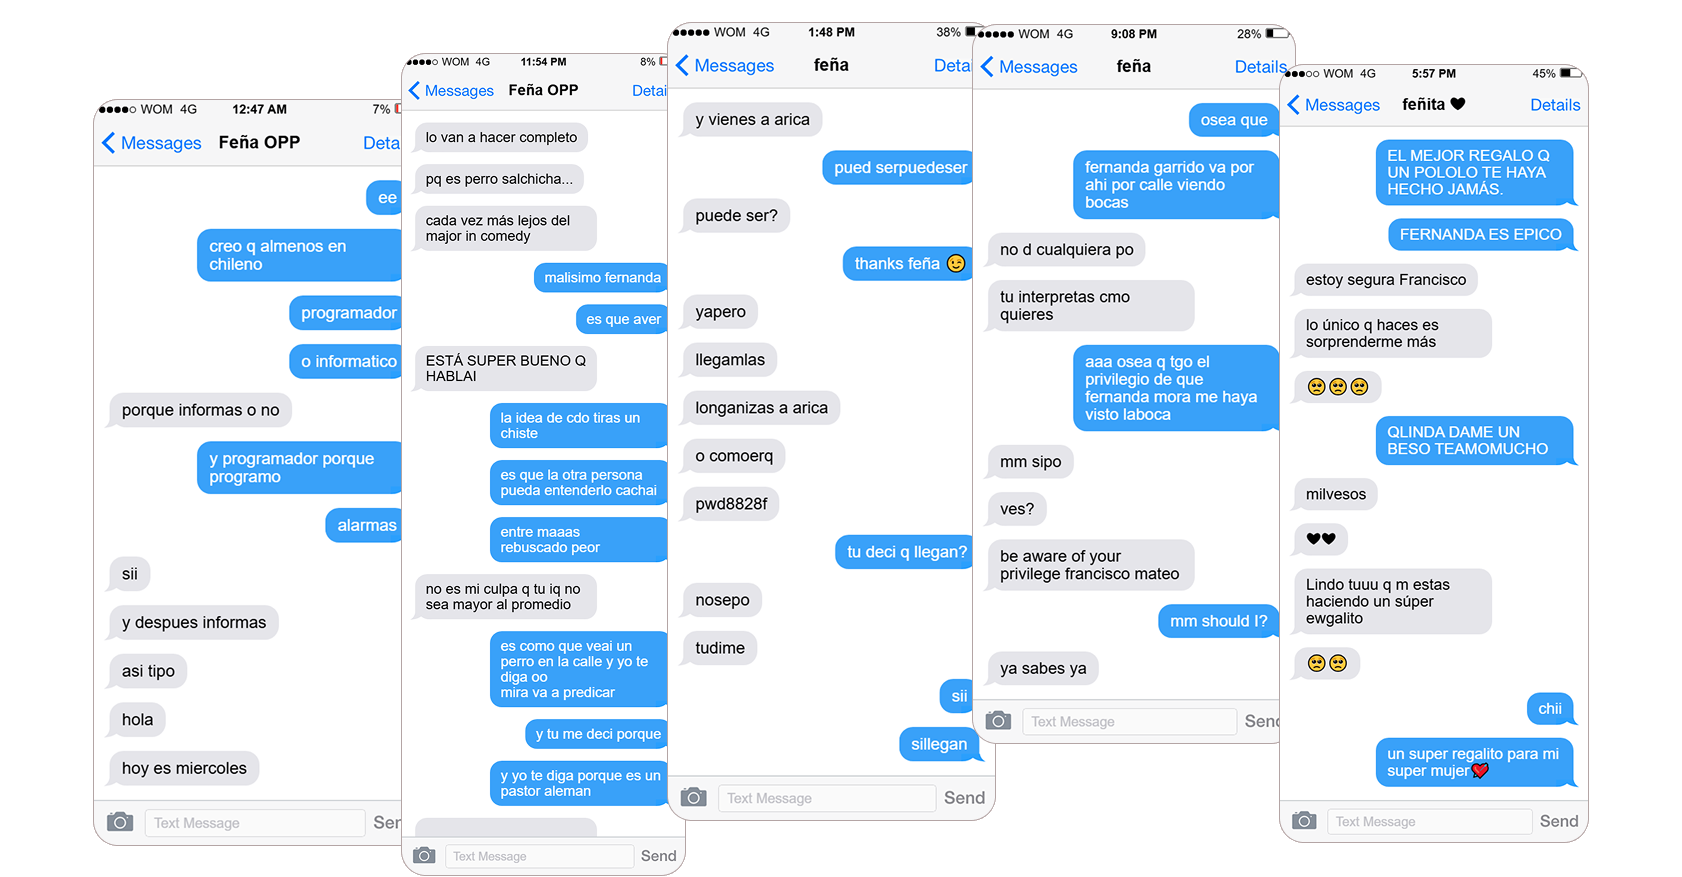 WOM 4G 12:47 AM 7%
Messages Feña OPP Deta
ee
creo q almenos en
chileno
programador
o informatico
porque informas o no
y programador porque
programo
alarmas
sii
y despues informas
asi tipo
hola
hoy es miercoles
Text Message Ser
WOM 4G 11:54 PM 8%
Messages Feña OPP Detai
lo van a hacer completo
pq es perro salchicha...
cada vez más lejos del
major in comedy
malisimo fernanda
es que aver
ESTÁ SUPER BUENO Q
HABLAI
la idea de cdo tiras un
chiste
es que la otra persona
pueda entenderlo cachai
entre maaas
rebuscado peor
no es mi culpa q tu iq no
sea mayor al promedio
es como que veai un
perro en la calle y yo te
diga oo
mira va a predicar
y tu me deci porque
y yo te diga porque es un
pastor aleman
Text Message Send
WOM 4G 1:48 PM 38%
Messages feña Detai
y vienes a arica
pued serpuedeser
puede ser?
thanks feña 😉
yapero
llegamlas
longanizas a arica
o comoerq
pwd8828f
tu deci q llegan?
nosepo
tudime
sii
sillegan
Text Message Send
WOM 4G 9:08 PM 28%
Messages feña Details
osea que
fernanda garrido va por
ahi por calle viendo
bocas
no d cualquiera po
tu interpretas cmo
quieres
aaa osea q tgo el
privilegio de que
fernanda mora me haya
visto laboca
mm sipo
ves?
be aware of your
privilege francisco mateo
mm should I?
ya sabes ya
Text Message Send
WOM 4G 5:57 PM 45%
Messages feñita 🖤 Details
EL MEJOR REGALO Q
UN POLOLO TE HAYA
HECHO JAMÁS.
FERNANDA ES EPICO
estoy segura Francisco
lo único q haces es
sorprenderme más
🥺🥺🥺
QLINDA DAME UN
BESO TEAMOMUCHO
milvesos
🖤🖤
Lindo tuuu q m estas
haciendo un súper
ewgalito
🥺🥺
chii
un super regalito para mi
super mujer💘
Text Message Send